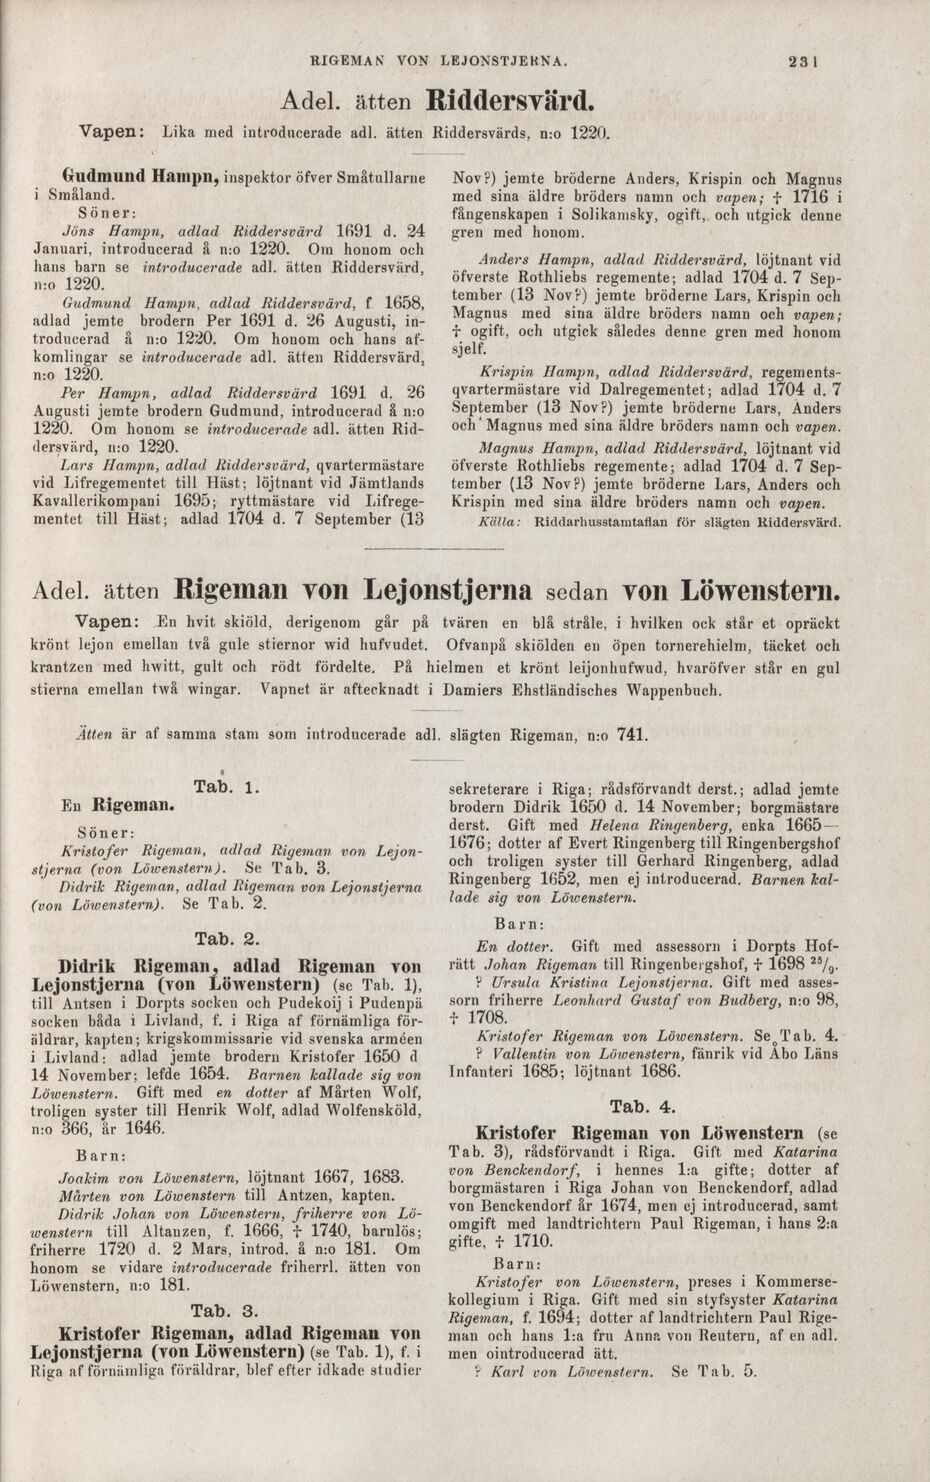 RIGEMAN VON LEJONSTJERNA.
231
Adel. ätten Riddersvärd.
Vapen: Lika med introducerade adl. ätten Riddersvärds, n:o 1220.
Gudmund Hampn, inspektor öfver Småtullarne
i Småland.
Söner:
Jöns Hampn, adlad Riddersvärd 1691 d. 24
Januari, introducerad å n:o 1220. Om honom och
hans barn se introducerade adl. ätten Riddersvärd,
n:o 1220.
Gudmund Hampn, adlad Riddersvärd, f 1658,
adlad jemte brodern Per 1691 d. 26 Augusti, in-
troducerad å n:o 1220. Om honom och hans af-
komlingar se introducerade adl. ätten Riddersvärd,
n:o 1220.
Per Hampn, adlad Riddersvärd 1691 d. 26
Augusti jemte brodern Gudmund, introducerad å n:o
1220. Om honom se introducerade adl. ätten Rid-
dersvärd, n:o 1220.
Lars Hampn, adlad Riddersvärd, qvartermästare
vid Lifregementet till Häst; löjtnant vid Jämtlands
Kavallerikompani 1695; ryttmästare vid Lifrege-
mentet till Häst; adlad 1704 d. 7 September (13
Nov?) jemte bröderne Anders, Krispin och Magnus
med sina äldre bröders namn och vapen; † 1716 i
fångenskapen i Solikamsky, ogift, och utgick denne
gren med honom.
Anders Hampn, adlad Riddersvärd, löjtnant vid
öfverste Rothliebs regemente; adlad 1704 d. 7 Sep-
tember (13 Nov?) jemte bröderne Lars, Krispin och
Magnus med sina äldre bröders namn och vapen;
† ogift, och utgick således denne gren med honom
sjelf.
Krispin Hampn, adlad Riddersvärd, regements-
qvartermästare vid Dalregementet; adlad 1704 d. 7
September (13 Nov?) jemte bröderne Lars, Anders
och Magnus med sina äldre bröders namn och vapen.
Magnus Hampn, adlad Riddersvärd, löjtnant vid
öfverste Rothliebs regemente; adlad 1704 d. 7 Sep-
tember (13 Nov?) jemte bröderne Lars, Anders och
Krispin med sina äldre bröders namn och vapen.
Källa: Riddarhusstamtaflan för slägten Riddersvärd.
Adel. ätten Rigeman von Lejonstjerna sedan von Löwenstern.
Vapen: En hvit skiöld, derigenom går på tvären en blå stråle, i hvilken ock står et opräckt
krönt lejon emellan två gule stiernor wid hufvudet. Ofvanpå skiölden en öpen tornerehielm, täcket och
krantzen med hwitt, gult och rödt fördelte. På hielmen et krönt leijonhufwud, hvaröfver står en gul
stierna emellan twå wingar. Vapnet är aftecknadt i Damiers Ehstländisches Wappenbuch.
Ätten är af samma stam som introducerade adl. slägten Rigeman, n:o 741.
Tab. 1.
En Rigeman.
Söner:
Kristofer Rigeman, adlad Rigeman von Lejon-
stjerna (von Löwenstern). Se Tab. 3.
Didrik Rigeman, adlad Rigeman von Lejonstjerna
(von Löwenstern). Se Tab. 2.
Tab. 2.
Didrik Rigeman, adlad Rigeman von
Lejonstjerna (von Löwenstern) (se Tab. 1),
till Antsen i Dorpts socken och Pudekoij i Pudenpä
socken båda i Livland, f. i Riga af förnämliga för-
äldrar, kapten; krigskommissarie vid svenska arméen
i Livland: adlad jemte brodern Kristofer 1650 d
14 November; lefde 1654. Barnen kallade sig von
Löwenstern. Gift med en dotter af Mårten Wolf,
troligen syster till Henrik Wolf, adlad Wolfensköld,
n:o 366, år 1646.
Barn:
Joakim von Löwenstern, löjtnant 1667, 1683.
Mårten von Löwenstern till Antzen, kapten.
Didrik Johan von Löwenstern, friherre von Lö-
wenstern till Altanzen, f. 1666, † 1740, barnlös;
friherre 1720 d. 2 Mars, introd. å n:o 181. Om
honom se vidare introducerade friherrl. ätten von
Löwenstern, n:o 181.
Tab. 3.
Kristofer Rigeman, adlad Rigeman von
Lejonstjerna (von Löwenstern) (se Tab. 1), f. i
Riga af förnämliga föräldrar, blef efter idkade studier
sekreterare i Riga; rådsförvandt derst.; adlad jemte
brodern Didrik 1650 d. 14 November; borgmästare
derst. Gift med Helena Ringenberg, enka 1665—
1676; dotter af Evert Ringenberg till Ringenbergshof
och troligen syster till Gerhard Ringenberg, adlad
Ringenberg 1652, men ej introducerad. Barnen kal-
lade sig von Löwenstern.
Barn:
En dotter. Gift med assessorn i Dorpts Hof-
rätt Johan Rigeman till Ringenbergshof, † 1698 25/9.
? Ursula Kristina Lejonstjerna. Gift med asses-
sorn friherre Leonhard Gustaf von Budberg, n:o 98,
† 1708.
Kristofer Rigeman von Löwenstern. Se Tab. 4.
? Vallentin von Löwenstern, fänrik vid Åbo Läns
Infanteri 1685; löjtnant 1686.
Tab. 4.
Kristofer Rigeman von Löwenstern (se
Tab. 3), rådsförvandt i Riga. Gift med Katarina
von Benckendorf, i hennes 1:a gifte; dotter af
borgmästaren i Riga Johan von Benckendorf, adlad
von Benckendorf år 1674, men ej introducerad, samt
omgift med landtrichtern Paul Rigeman, i hans 2:a
gifte, † 1710.
Barn:
Kristofer von Löwenstern, preses i Kommerse-
kollegium i Riga. Gift med sin styfsyster Katarina
Rigeman, f. 1694; dotter af landtrichtern Paul Rige-
man och hans 1:a fru Anna von Reutern, af en adl.
men ointroducerad ätt.
? Karl von Löwenstern. Se Tab. 5.